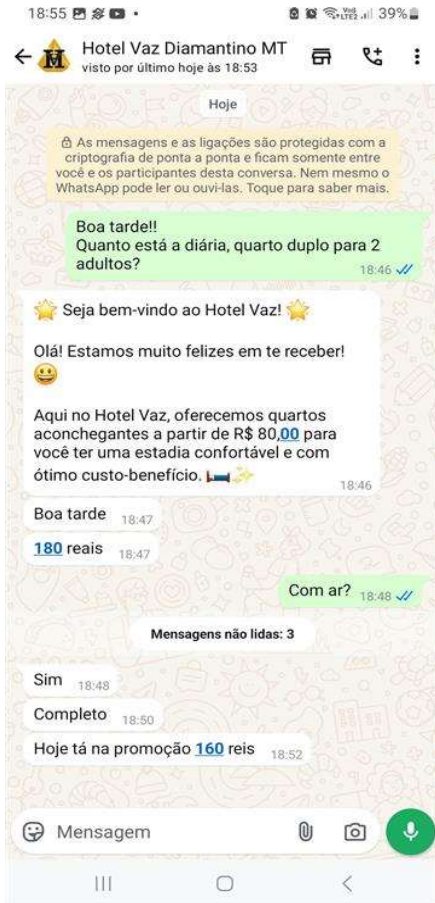 18:55
39%
Hotel Vaz Diamantino MT
visto por último hoje às 18:53
Hoje
As mensagens e as ligações são protegidas com a
criptografia de ponta a ponta e ficam somente entre
você e os participantes desta conversa. Nem mesmo o
WhatsApp pode ler ou ouvi-las. Toque para saber mais.
Boa tarde!!
Quanto está a diária, quarto duplo para 2
adultos?
18:46
🌟 Seja bem-vindo ao Hotel Vaz! 🌟
Olá! Estamos muito felizes em te receber!
😃
Aqui no Hotel Vaz, oferecemos quartos
aconchegantes a partir de R$ 80,00 para
você ter uma estadia confortável e com
ótimo custo-benefício. 🛏️✨
18:46
Boa tarde 18:47
180 reais 18:47
Com ar? 18:48
Mensagens não lidas: 3
Sim 18:48
Completo 18:50
Hoje tá na promoção 160 reis 18:52
Mensagem